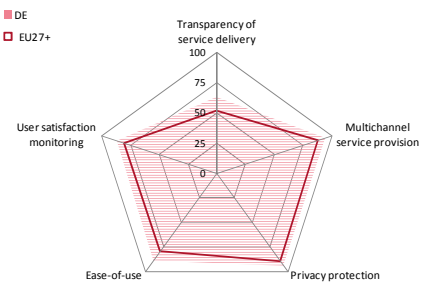 DE
EU27+
Transparency of
service delivery
100
75
50
25
0
User satisfaction
monitoring
Multichannel
service provision
Ease-of-use
Privacy protection